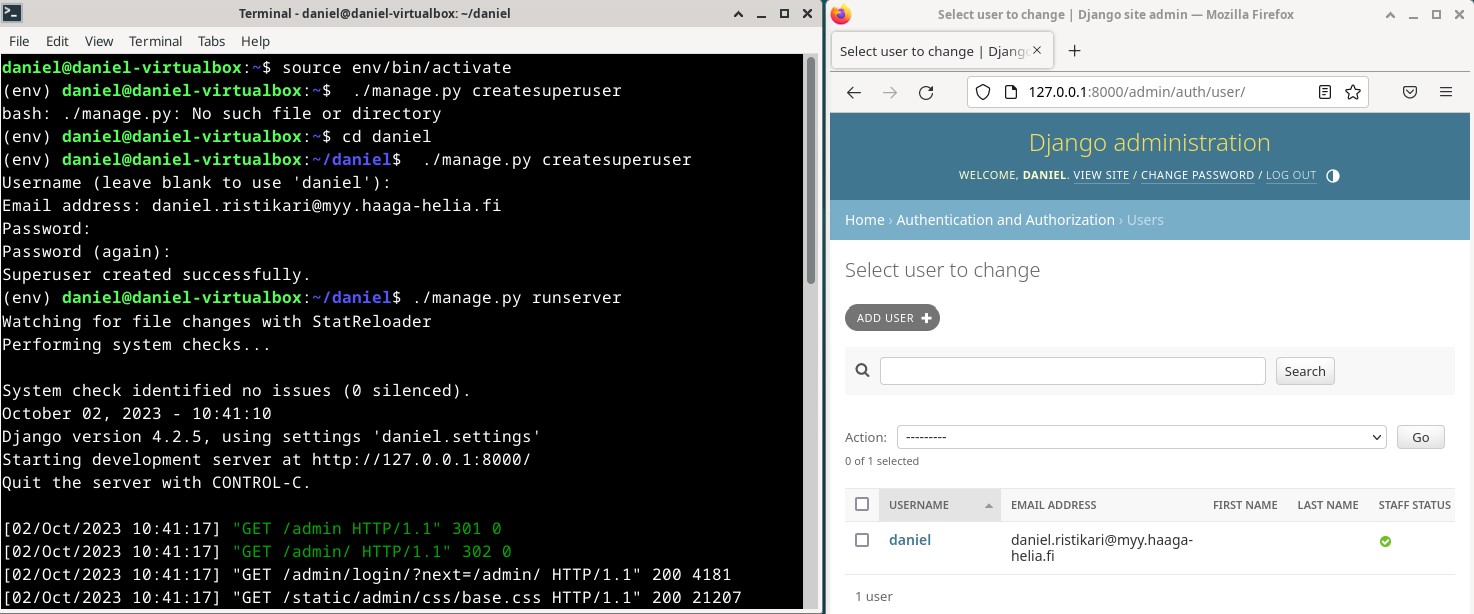 Terminal - daniel@daniel-virtualbox: ~/daniel
File Edit View Terminal Tabs Help
daniel@daniel-virtualbox:~$ source env/bin/activate
(env) daniel@daniel-virtualbox:~$  ./manage.py createsuperuser
bash: ./manage.py: No such file or directory
(env) daniel@daniel-virtualbox:~$ cd daniel
(env) daniel@daniel-virtualbox:~/daniel$  ./manage.py createsuperuser
Username (leave blank to use 'daniel'):
Email address: daniel.ristikari@myy.haaga-helia.fi
Password:
Password (again):
Superuser created successfully.
(env) daniel@daniel-virtualbox:~/daniel$ ./manage.py runserver
Watching for file changes with StatReloader
Performing system checks...
System check identified no issues (0 silenced).
October 02, 2023 - 10:41:10
Django version 4.2.5, using settings 'daniel.settings'
Starting development server at http://127.0.0.1:8000/
Quit the server with CONTROL-C.
[02/Oct/2023 10:41:17] "GET /admin HTTP/1.1" 301 0
[02/Oct/2023 10:41:17] "GET /admin/ HTTP/1.1" 302 0
[02/Oct/2023 10:41:17] "GET /admin/login/?next=/admin/ HTTP/1.1" 200 4181
[02/Oct/2023 10:41:17] "GET /static/admin/css/base.css HTTP/1.1" 200 21207
Select user to change | Django site admin — Mozilla Firefox
Select user to change | Djang
127.0.0.1:8000/admin/auth/user/
Django administration
WELCOME, DANIEL. VIEW SITE / CHANGE PASSWORD / LOG OUT
Home › Authentication and Authorization › Users
Select user to change
ADD USER
Search
Action: --------- Go
0 of 1 selected
USERNAME EMAIL ADDRESS FIRST NAME LAST NAME STAFF STATUS
daniel daniel.ristikari@myy.haaga-
helia.fi
1 user